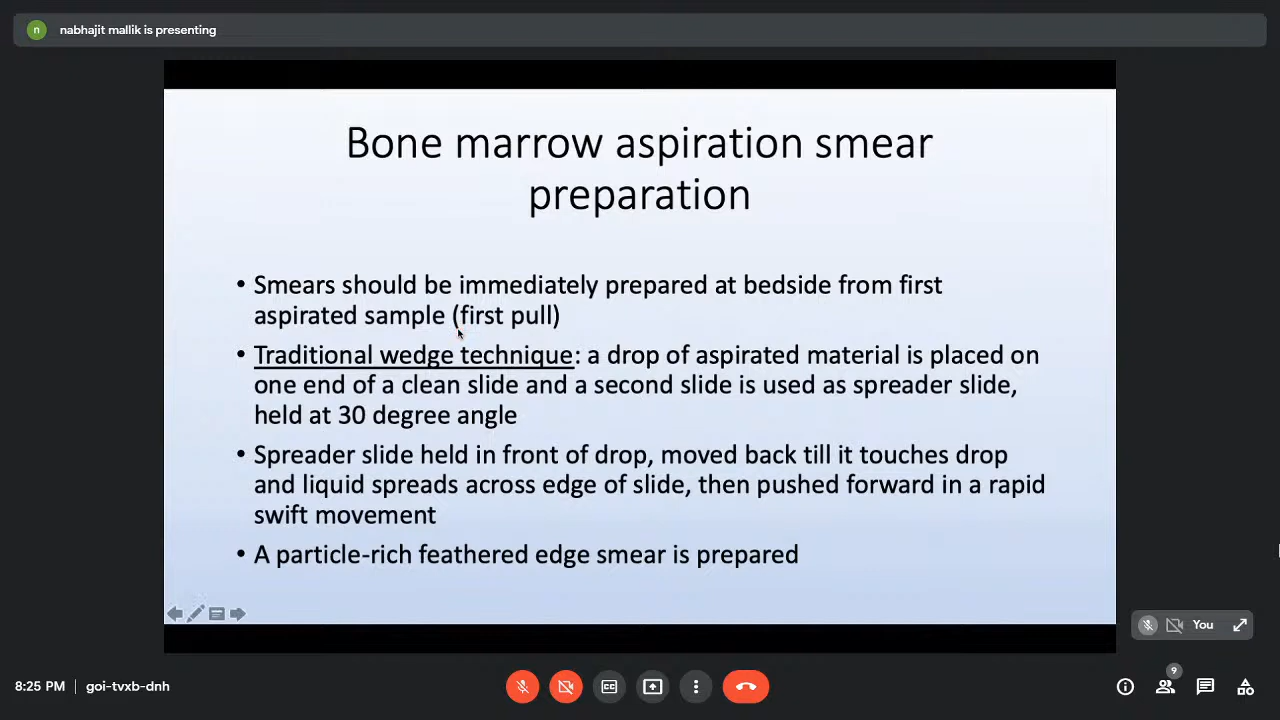 n
nabhajit mallik is presenting
Bone marrow aspiration smear
preparation
• Smears should be immediately prepared at bedside from first
aspirated sample (first pull)
• Traditional wedge technique: a drop of aspirated material is placed on
one end of a clean slide and a second slide is used as spreader slide,
held at 30 degree angle
• Spreader slide held in front of drop, moved back till it touches drop
and liquid spreads across edge of slide, then pushed forward in a rapid
swift movement
• A particle-rich feathered edge smear is prepared
You
8:25 PM | goi-tvxb-dnh
CC
9